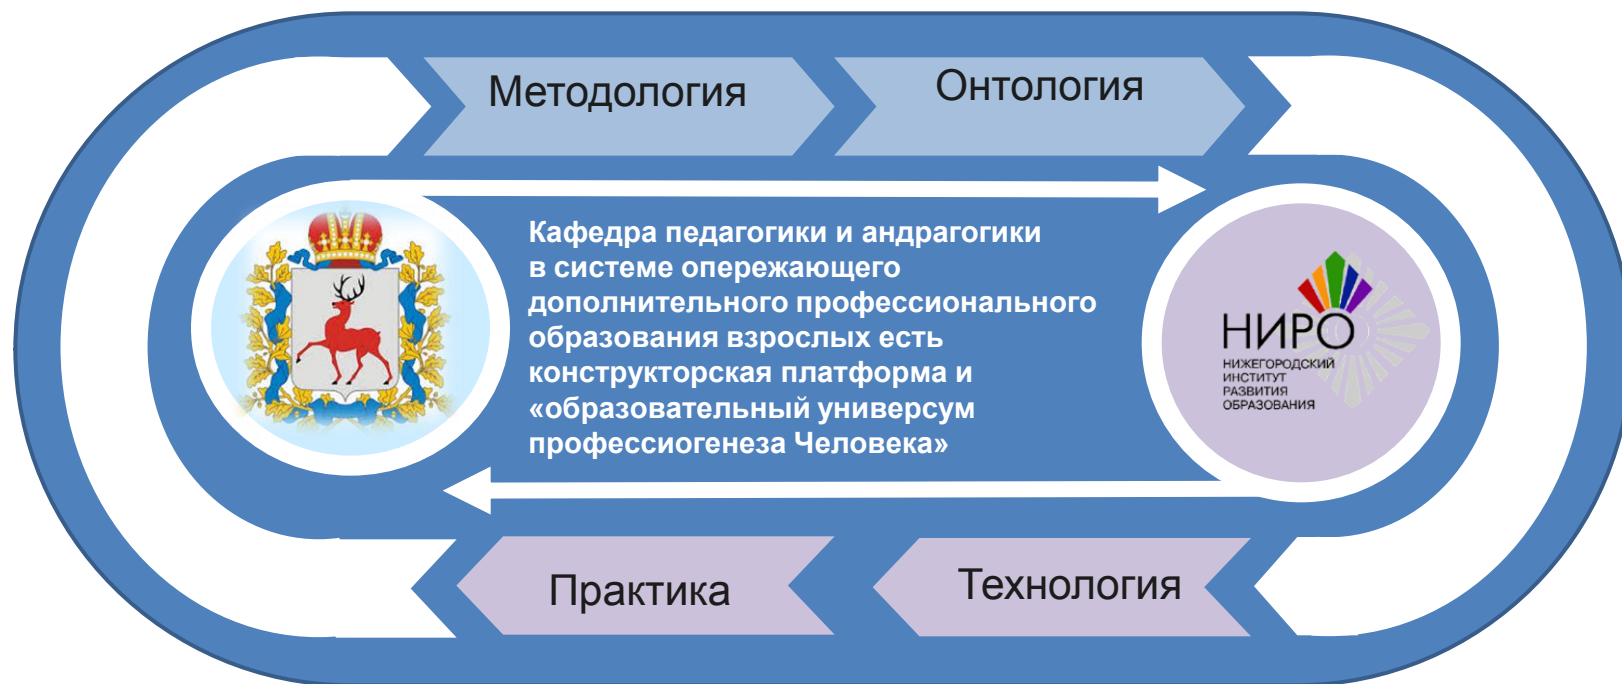 Методология
Онтология
Кафедра педагогики и андрагогики
в системе опережающего
дополнительного профессионального
образования взрослых есть
конструкторская платформа и
«образовательный универсум
профессиогенеза Человека»
НИРО
НИЖЕГОРОДСКИЙ
ИНСТИТУТ
РАЗВИТИЯ
ОБРАЗОВАНИЯ
Практика
Технология